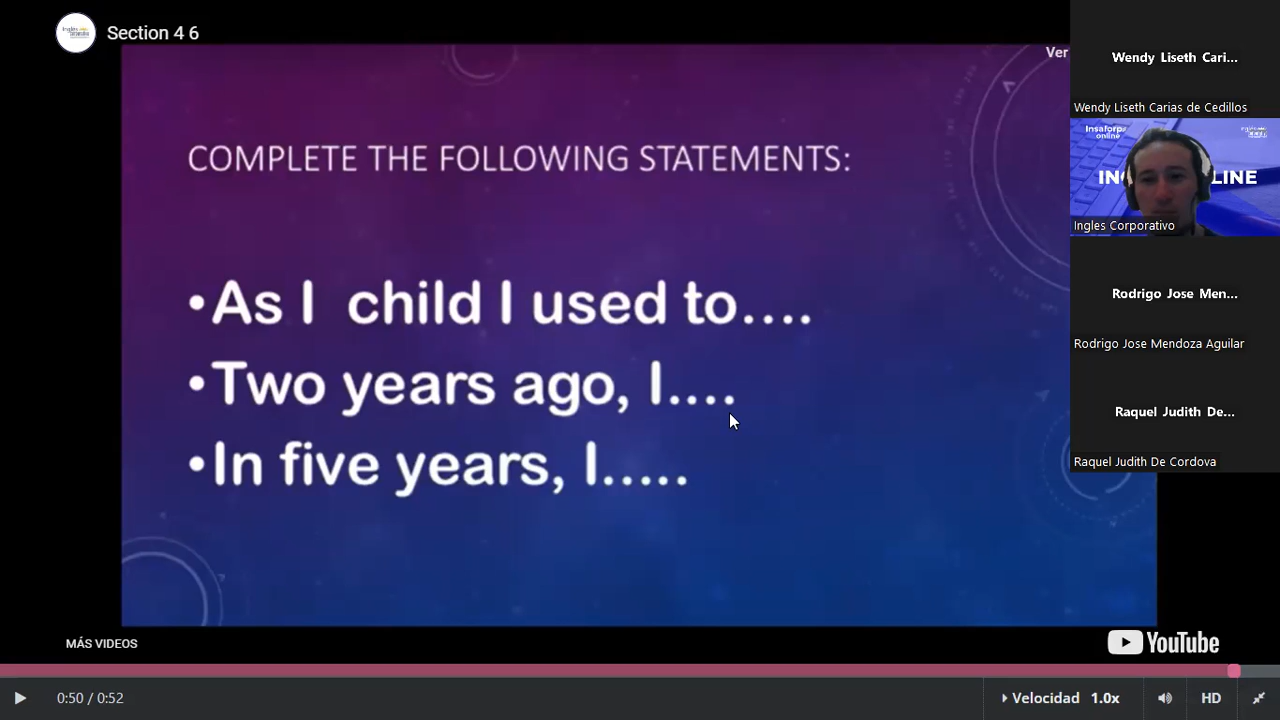 Section 4 6
Ver
COMPLETE THE FOLLOWING STATEMENTS:
•As I child I used to....
•Two years ago, I....
•In five years, I.....
MÁS VIDEOS
YouTube
0:50 / 0:52
Velocidad 1.0x
HD
Wendy Liseth Cari...
Wendy Liseth Carias de Cedillos
Insaforp
online
LINE
Ingles Corporativo
Rodrigo Jose Men...
Rodrigo Jose Mendoza Aguilar
Raquel Judith De...
Raquel Judith De Cordova